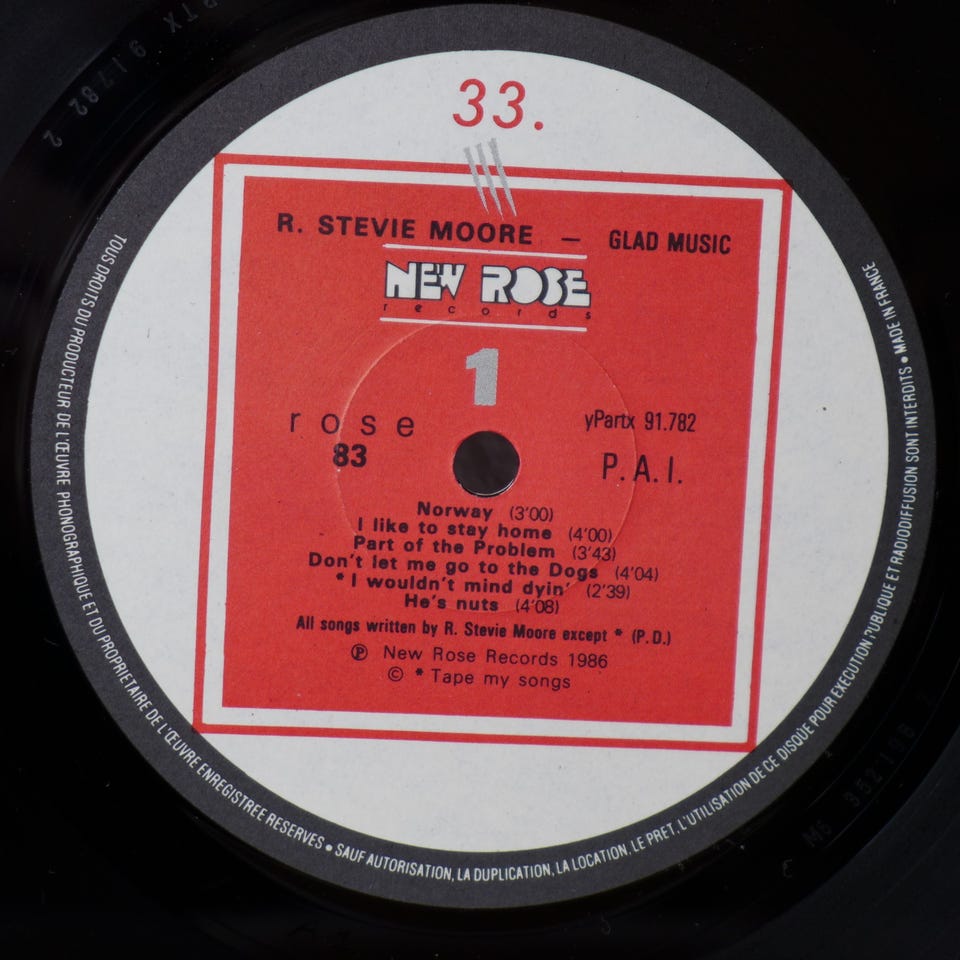 33.
R. STEVIE MOORE — GLAD MUSIC
NEW ROSE
records
1
rose
83
yPartx 91.782
P.A.I.
Norway (3'00)
I like to stay home (4'00)
Part of the Problem (3'43)
Don't let me go to the Dogs (4'04)
* I wouldn't mind dyin' (2'39)
He's nuts (4'08)
All songs written by R. Stevie Moore except * (P.D.)
℗ New Rose Records 1986
© * Tape my songs
TOUS DROITS DU PRODUCTEUR DE L'ŒUVRE PHONOGRAPHIQUE ET DU PROPRIETAIRE DE L'ŒUVRE ENREGISTREE RESERVES • SAUF AUTORISATION, LA DUPLICATION, LA LOCATION, LE PRET, L'UTILISATION DE CE DISQUE POUR EXECUTION PUBLIQUE ET RADIODIFFUSION SONT INTERDITS • MADE IN FRANCE
PTX 91782 2